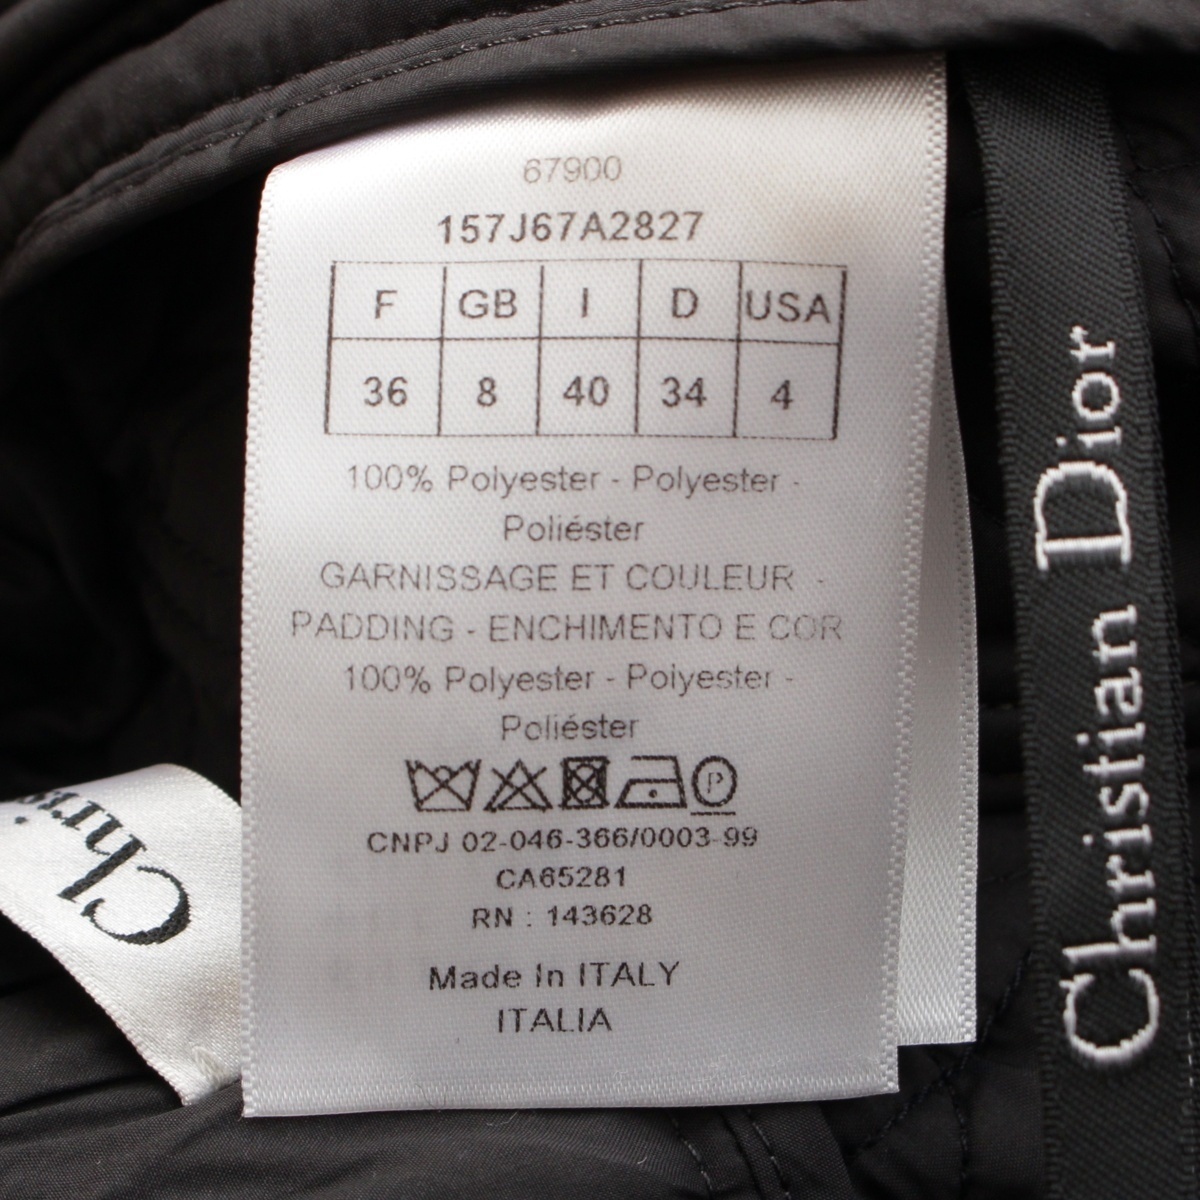 67900
157J67A2827
F GB I D USA
36 8 40 34 4
100% Polyester - Polyester -
Poliéster
GARNISSAGE ET COULEUR -
PADDING - ENCHIMENTO E COR
100% Polyester - Polyester -
Poliéster
P
CNPJ 02-046-366/0003-99
CA65281
RN : 143628
Made In ITALY
ITALIA
Christian Dior